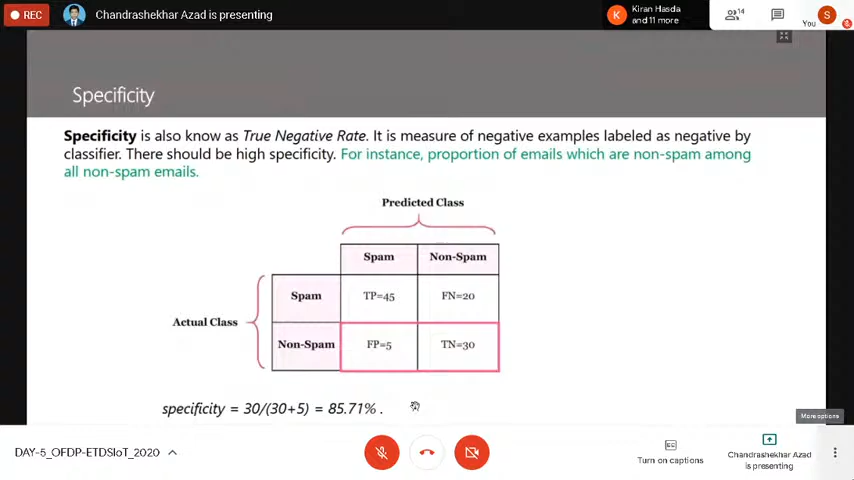 REC
Chandrashekhar Azad is presenting
K
Kiran Hasda
and 11 more
14
You
S
Specificity
Specificity is also know as True Negative Rate. It is measure of negative examples labeled as negative by
classifier. There should be high specificity. For instance, proportion of emails which are non-spam among
all non-spam emails.
Predicted Class
Spam
Non-Spam
Actual Class
Spam
TP=45
FN=20
Non-Spam
FP=5
TN=30
specificity = 30/(30+5) = 85.71% .
More options
DAY-5_OFDP-ETDSIoT_2020
Turn on captions
Chandrashekhar Azad
is presenting